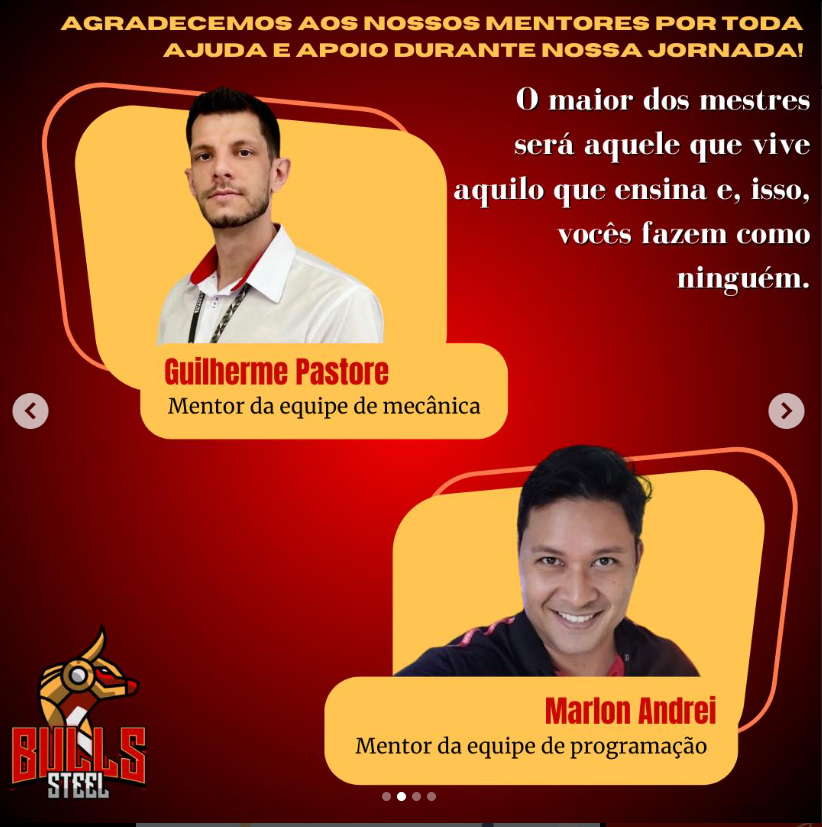 AGRADECEMOS AOS NOSSOS MENTORES POR TODA
AJUDA E APOIO DURANTE NOSSA JORNADA!
O maior dos mestres
será aquele que vive
aquilo que ensina e, isso,
vocês fazem como
ninguém.
Guilherme Pastore
Mentor da equipe de mecânica
Marlon Andrei
Mentor da equipe de programação
BULLS
STEEL